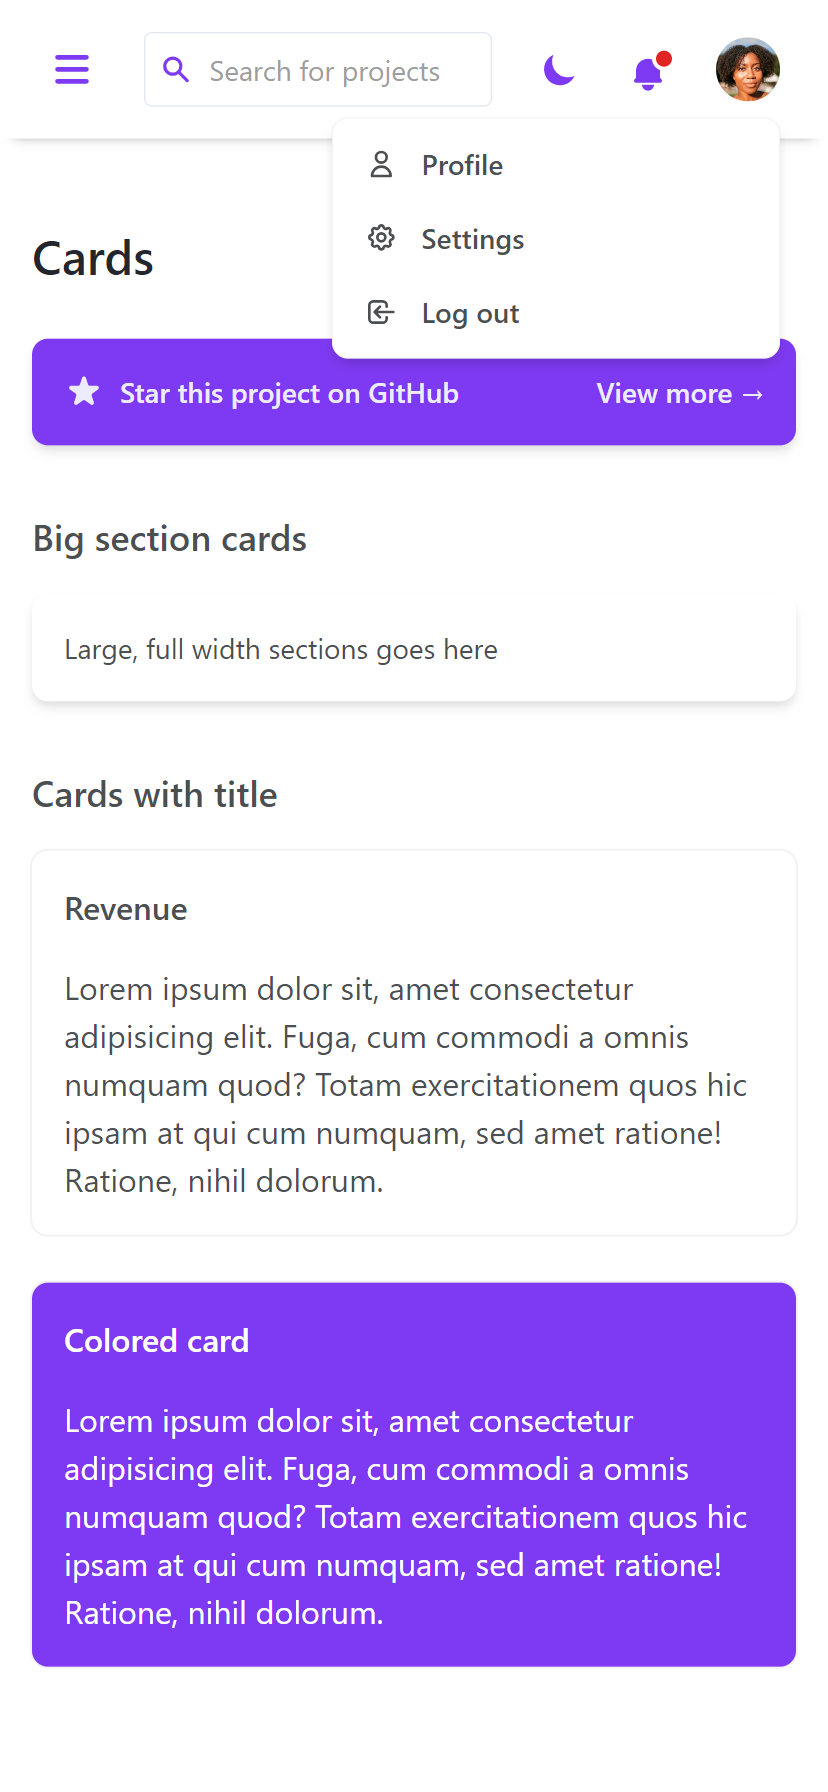 Search for projects
Profile
Settings
Log out
Cards
Star this project on GitHub
View more →
Big section cards
Large, full width sections goes here
Cards with title
Revenue
Lorem ipsum dolor sit, amet consectetur
adipisicing elit. Fuga, cum commodi a omnis
numquam quod? Totam exercitationem quos hic
ipsam at qui cum numquam, sed amet ratione!
Ratione, nihil dolorum.
Colored card
Lorem ipsum dolor sit, amet consectetur
adipisicing elit. Fuga, cum commodi a omnis
numquam quod? Totam exercitationem quos hic
ipsam at qui cum numquam, sed amet ratione!
Ratione, nihil dolorum.